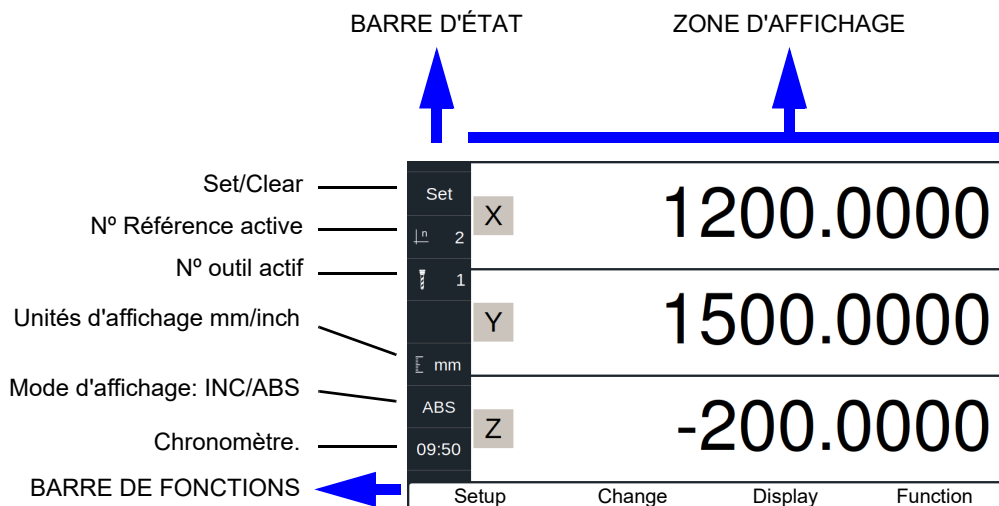 BARRE D'ÉTAT
ZONE D'AFFICHAGE
Set/Clear
Nº Référence active
Nº outil actif
Unités d'affichage mm/inch
Mode d'affichage: INC/ABS
Chronomètre.
BARRE DE FONCTIONS
Set
n 2
1
mm
ABS
09:50
X 1200.0000
Y 1500.0000
Z -200.0000
Setup Change Display Function